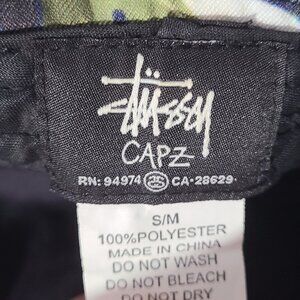 Stüssy
CAPZ
RN: 94974 SS CA-28629
S/M
100%POLYESTER
MADE IN CHINA
DO NOT WASH
DO NOT BLEACH
DO NOT DRY